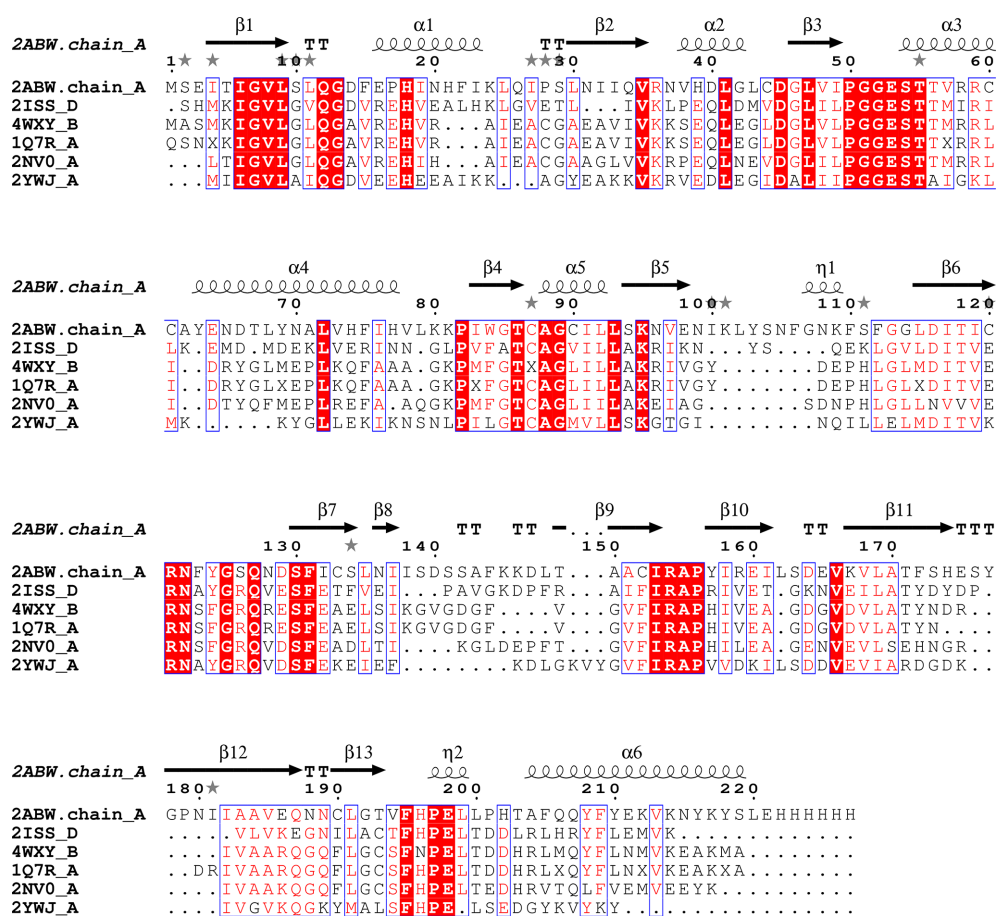 β1 α1 β2 α2 β3 α3
2ABW.chain_A TT TT
1 10 20 30 40 50 60
2ABW.chain_A MSEITIGVLSLQGDFEPHINHFIKLQIPSLNIIQVRNVHDLGLCDGLVIPGGESTTVRRC
2ISS_D .SHMKIGVLGVQGDVREHVEALHKLGVETL...IVKLPEQLDMVDGLILPGGESTTMIRI
4WXY_B MASMKIGVLGLQGAVREHVR...AIEACGAEAVIVKKSEQLEGLDGLVLPGGESTTMRRL
1Q7R_A QSNXKIGVLGLQGAVREHVR...AIEACGAEAVIVKKSEQLEGLDGLVLPGGESTTXRRL
2NV0_A ...LTIGVLGLQGAVREHIH...AIEACGAAGLVVKRPEQLNEVDGLILPGGESTTMRRL
2YWJ_A ...MIIGVLAIQGDVEEHEEAIKK...AGYEAKKVKRVEDLEGIDALIIPGGESTAIGKL
α4 β4 α5 β5 η1 β6
2ABW.chain_A
70 80 90 100 110 120
2ABW.chain_A CAYENDTLYNALVHFIHVLKKPIWGTCAGCILLSKNVENIKLYSNFGNKFSFGGLDITIC
2ISS_D LK.EMD.MDEKLVERINN.GLPVFATCAGVILLAKRIKN...YS....QEKLGVLDITVE
4WXY_B I..DRYGLMEPLKQFAAA.GKPMFGTXAGLILLAKRIVGY.......DEPHLGLMDITVE
1Q7R_A I..DRYGLXEPLKQFAAA.GKPXFGTCAGLILLAKRIVGY.......DEPHLGLXDITVE
2NV0_A I..DTYQFMEPLREFA.AQGKPMFGTCAGLILLAKEIAG.......SDNPHLGLLNVVVE
2YWJ_A MK......KYGLLEKIKNSNLPILGTCAGMVLLSKGTGI........NQILLELMDITVK
β7 β8 β9 β10 β11
2ABW.chain_A TT TT TT TTT
130 140 150 160 170
2ABW.chain_A RNFYGSQNDSFICSLNIISDSSAFKKDLT...AACIRAPYIREILSDEVKVLATFSHESY
2ISS_D RNAYGRQVESFETFVEI...PAVGKDPFR...AIFIRAPRIVET.GKNVEILATYDYDP.
4WXY_B RNSFGRQRESFEAELSIKGVGDGF....V...GVFIRAPHIVEA.GDGVDVLATYNDR..
1Q7R_A RNSFGRQRESFEAELSIKGVGDGF....V...GVFIRAPHIVEA.GDGVDVLATYN....
2NV0_A RNSFGRQVDSFEADLTI....KGLDEPFT...GVFIRAPHILEA.GENVEVLSEHNGR..
2YWJ_A RNAYGRQVDSFEKEIEF........KDLGKVYGVFIRAPVVDKILSDDVEVIARDGDK..
β12 β13 η2 α6
2ABW.chain_A TT
180 190 200 210 220
2ABW.chain_A GPNIIAAVEQNNCLGTVFHPELLPHTAFQQYFYEKVKNYKYSLEHHHHHH
2ISS_D .....VLVKEGNILACTFHPELTDDLRLHRYFLEMVK.............
4WXY_B ....IVAARQGQFLGCSFNPELTDDHRLMQYFLNMVKEAKMA........
1Q7R_A ..DRIVAARQGQFLGCSFHPELTDDHRLXQYFLNXVKEAKXA........
2NV0_A ....IVAAKQGQFLGCSFHPELTEDHRVTQLFVEMVEEYK..........
2YWJ_A ....IVGVKQGKYMALSFHPE.LSEDGYKVYKY.................